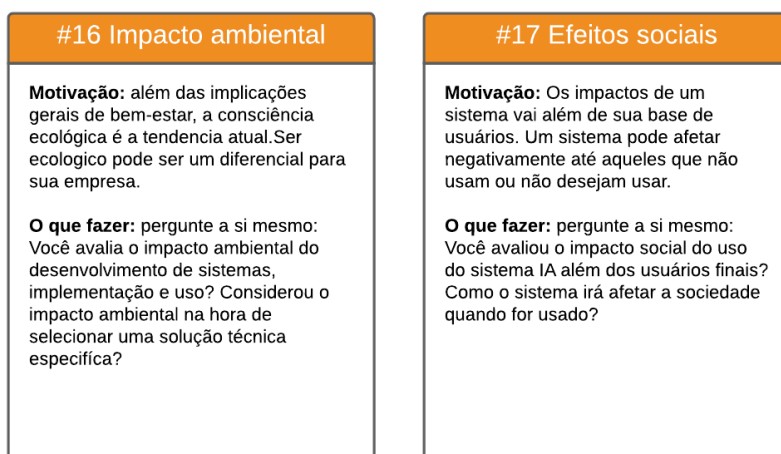 #16 Impacto ambiental
Motivação: além das implicações
gerais de bem-estar, a consciência
ecológica é a tendencia atual.Ser
ecologico pode ser um diferencial para
sua empresa.
O que fazer: pergunte a si mesmo:
Você avalia o impacto ambiental do
desenvolvimento de sistemas,
implementação e uso? Considerou o
impacto ambiental na hora de
selecionar uma solução técnica
especifíca?
#17 Efeitos sociais
Motivação: Os impactos de um
sistema vai além de sua base de
usuários. Um sistema pode afetar
negativamente até aqueles que não
usam ou não desejam usar.
O que fazer: pergunte a si mesmo:
Você avaliou o impacto social do uso
do sistema IA além dos usuários finais?
Como o sistema irá afetar a sociedade
quando for usado?